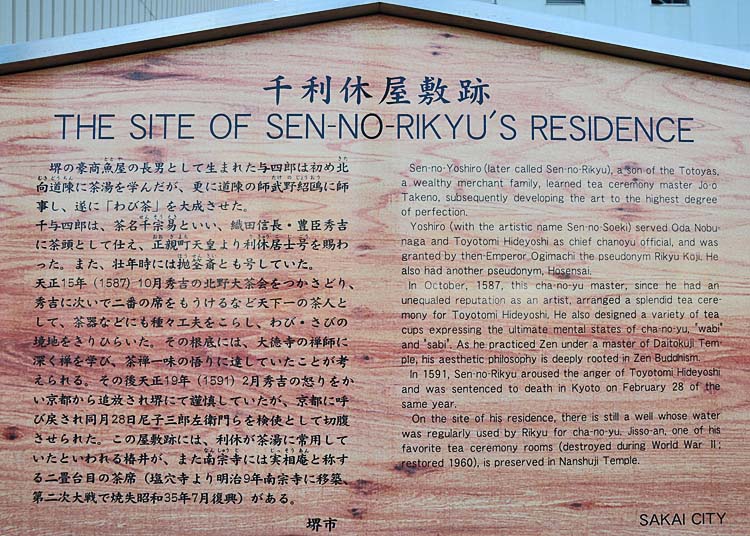 千利休屋敷跡
THE SITE OF SEN-NO-RIKYU'S RESIDENCE
堺の豪商魚屋の長男として生まれた与四郎は初め北
向道陳に茶湯を学んだが、更に道陳の師武野紹鴎に師
事し、遂に「わび茶」を大成させた。
千与四郎は、茶名千宗易といい、織田信長・豊臣秀吉
に茶頭として仕え、正親町天皇より利休居士号を賜わ
った。また、壮年時には抛筌斎とも号していた。
天正15年（1587）10月秀吉の北野大茶会をつかさどり、
秀吉に次いで二番の席をもうけるなど天下一の茶人と
して、茶器などにも種々工夫をこらし、わび・さびの
境地をきりひらいた。その根底には、大徳寺の禅師に
深く禅を学び、茶禅一味の悟りに達していたことが考
えられる。その後天正19年（1591）2月秀吉の怒りをか
い京都から追放され堺にて謹慎していたが、京都に呼
び戻され同月28日尼子三郎左衛門らを検使として切腹
させられた。この屋敷跡には、利休が茶湯に常用して
いたといわれる椿井が、また南宗寺には実相庵と称す
る二畳台目の茶席（塩穴寺より明治9年南宗寺に移築、
第二次大戦で焼失昭和35年7月復興）がある。
堺市
Sen-no-Yoshiro (later called Sen-no-Rikyu), a son of the Totoyas,
a wealthy merchant family, learned tea ceremony master Jo-o
Takeno, subsequently developing the art to the highest degree
of perfection.
Yoshiro (with the artistic name Sen-no-Soeki) served Oda Nobu-
naga and Toyotomi Hideyoshi as chief chanoyu official, and was
granted by then-Emperor Ogimachi the pseudonym Rikyu Koji. He
also had another pseudonym, Hosensai.
In October, 1587, this cha-no-yu master, since he had an
unequaled reputation as an artist, arranged a splendid tea cere-
mony for Toyotomi Hideyoshi. He also designed a variety of tea
cups expressing the ultimate mental states of cha-no-yu, "wabi"
and "sabi". As he practiced Zen under a master of Daitokuji Tem-
ple, his aesthetic philosophy is deeply rooted in Zen Buddhism.
In 1591, Sen-no-Rikyu aroused the anger of Toyotomi Hideyoshi
and was sentenced to death in Kyoto on February 28 of the
same year.
On the site of his residence, there is still a well whose water
was regularly used by Rikyu for cha-no-yu. Jisso-an, one of his
favorite tea ceremony rooms (destroyed during World War II;
restored 1960), is preserved in Nanshuji Temple.
SAKAI CITY